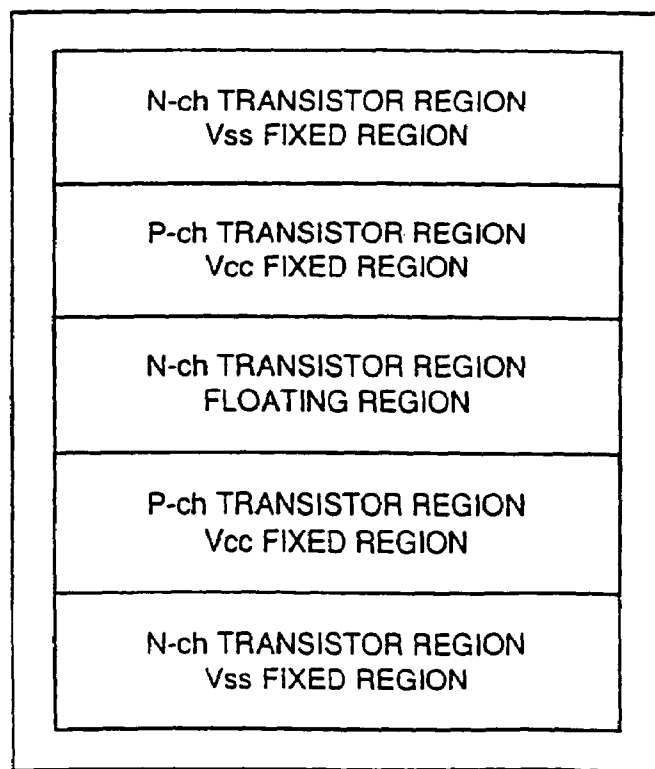 N-ch TRANSISTOR REGION
Vss FIXED REGION
P-ch TRANSISTOR REGION
Vcc FIXED REGION
N-ch TRANSISTOR REGION
FLOATING REGION
P-ch TRANSISTOR REGION
Vcc FIXED REGION
N-ch TRANSISTOR REGION
Vss FIXED REGION